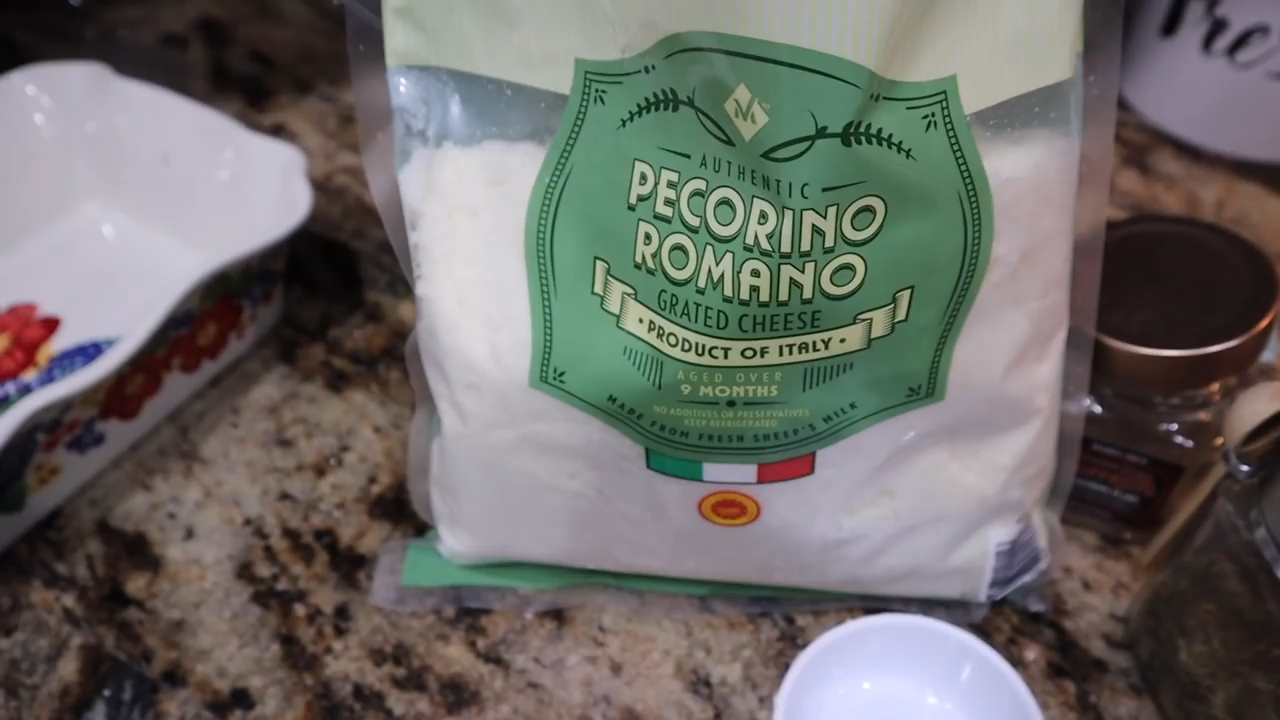 Fre
AUTHENTIC
PECORINO
ROMANO
GRATED CHEESE
• PRODUCT OF ITALY •
AGED OVER
9 MONTHS
NO ADDITIVES OR PRESERVATIVES
KEEP REFRIGERATED
MADE FROM FRESH SHEEP'S MILK